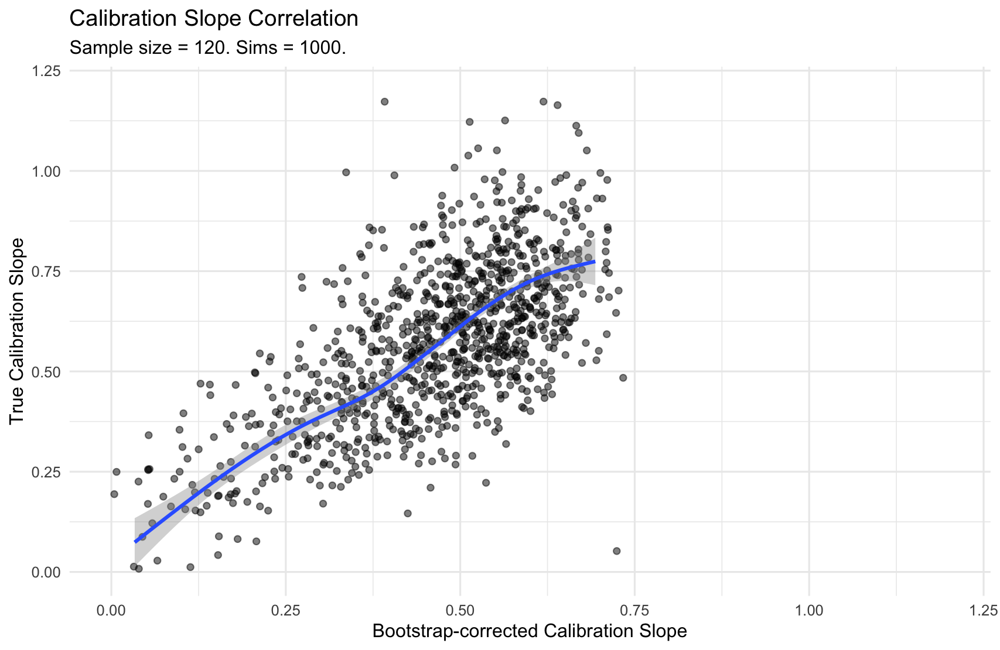 Calibration Slope Correlation
Sample size = 120. Sims = 1000.
True Calibration Slope
1.25
1.00
0.75
0.50
0.25
0.00
0.00 0.25 0.50 0.75 1.00 1.25
Bootstrap-corrected Calibration Slope